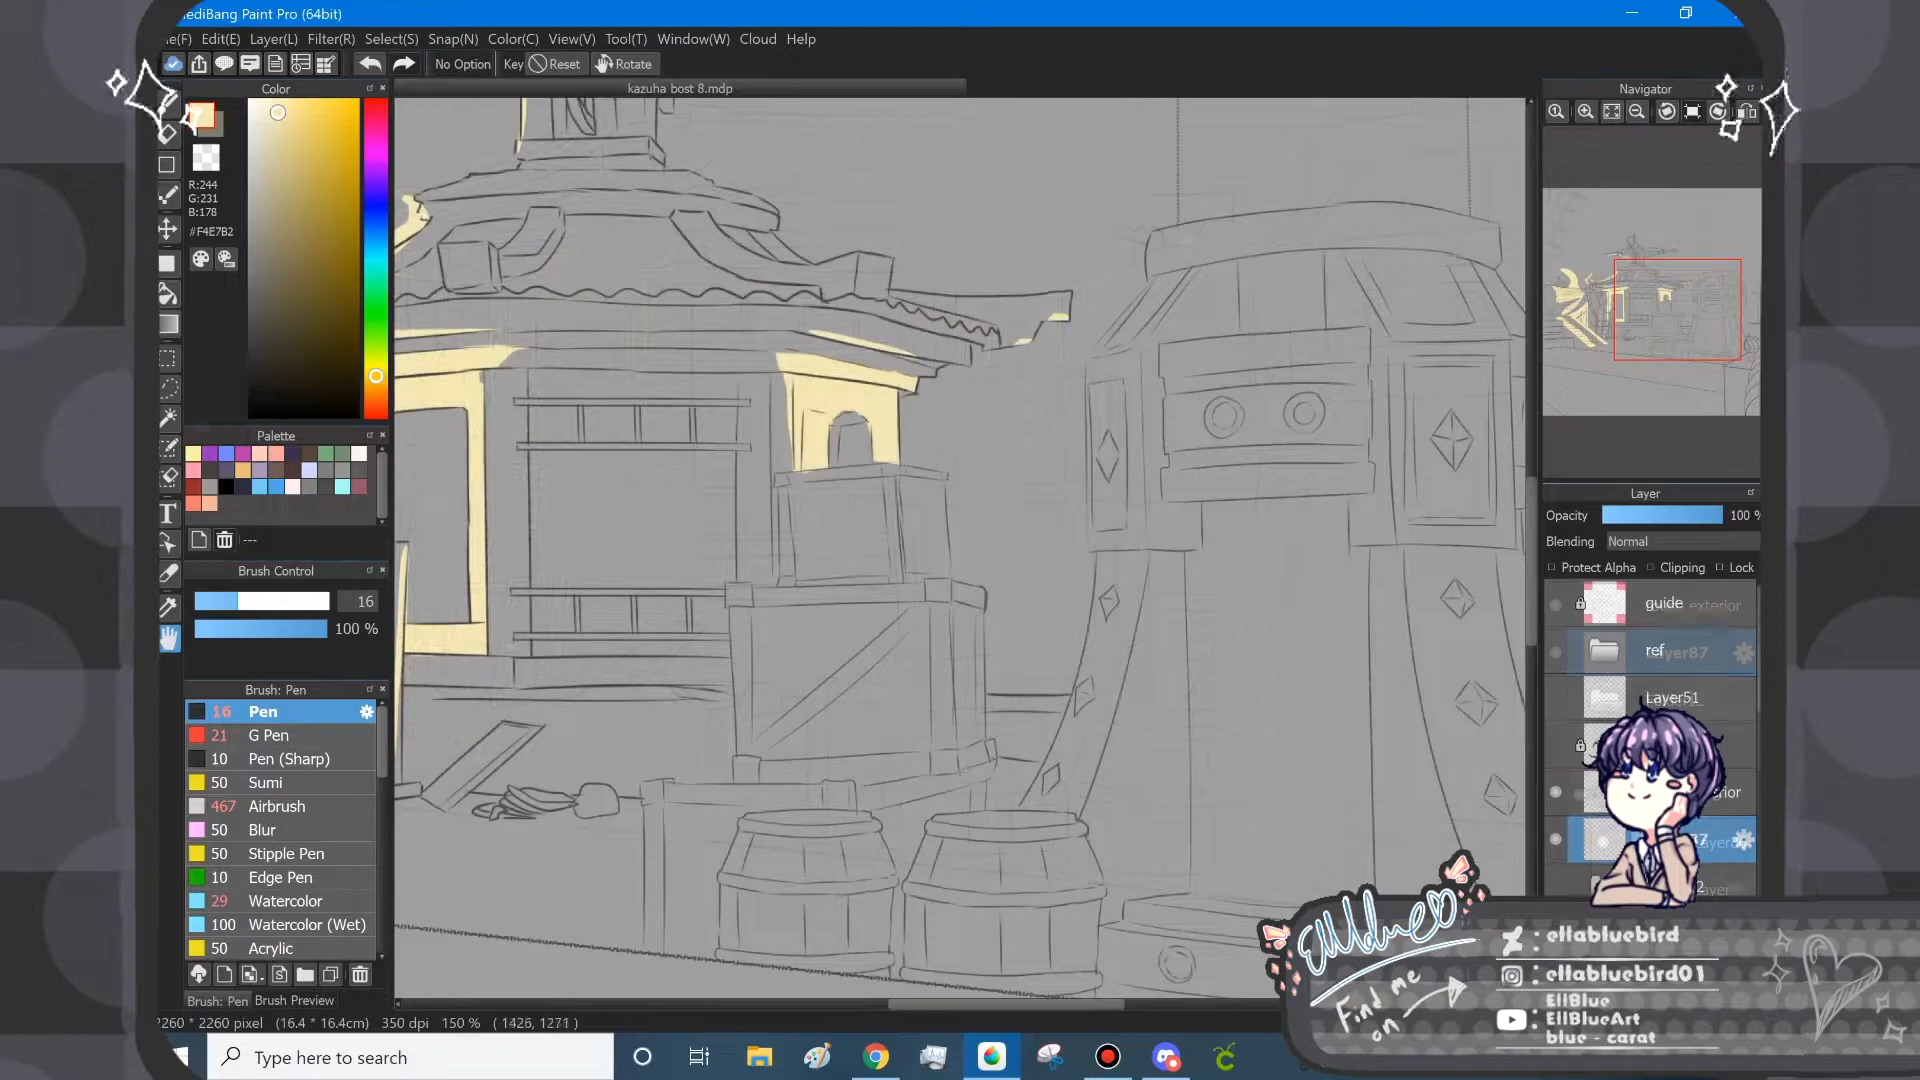 ediBang Paint Pro (64bit)
e(F) Edit(E) Layer(L) Filter(R) Select(S) Snap(N) Color(C) View(V) Tool(T) Window(W) Cloud Help
No Option Key Reset Rotate
Color
kazuha bost 8.mdp
Navigator
R:244
G:231
B:178
#F4E7B2
Palette
---
Brush Control
16
100 %
Brush: Pen
16 Pen
21 G Pen
10 Pen (Sharp)
50 Sumi
467 Airbrush
50 Blur
50 Stipple Pen
10 Edge Pen
29 Watercolor
100 Watercolor (Wet)
50 Acrylic
Brush: Pen Brush Preview
2260 * 2260 pixel (16.4 * 16.4cm) 350 dpi 150 %
Layer
Opacity 100 %
Blending Normal
Protect Alpha Clipping Lock
guide exterior
ref
Layer51
Find me
on
: ellabluebird
: ellabluebird01
EllBlue
: EllBlueArt
blue - carat
Type here to search